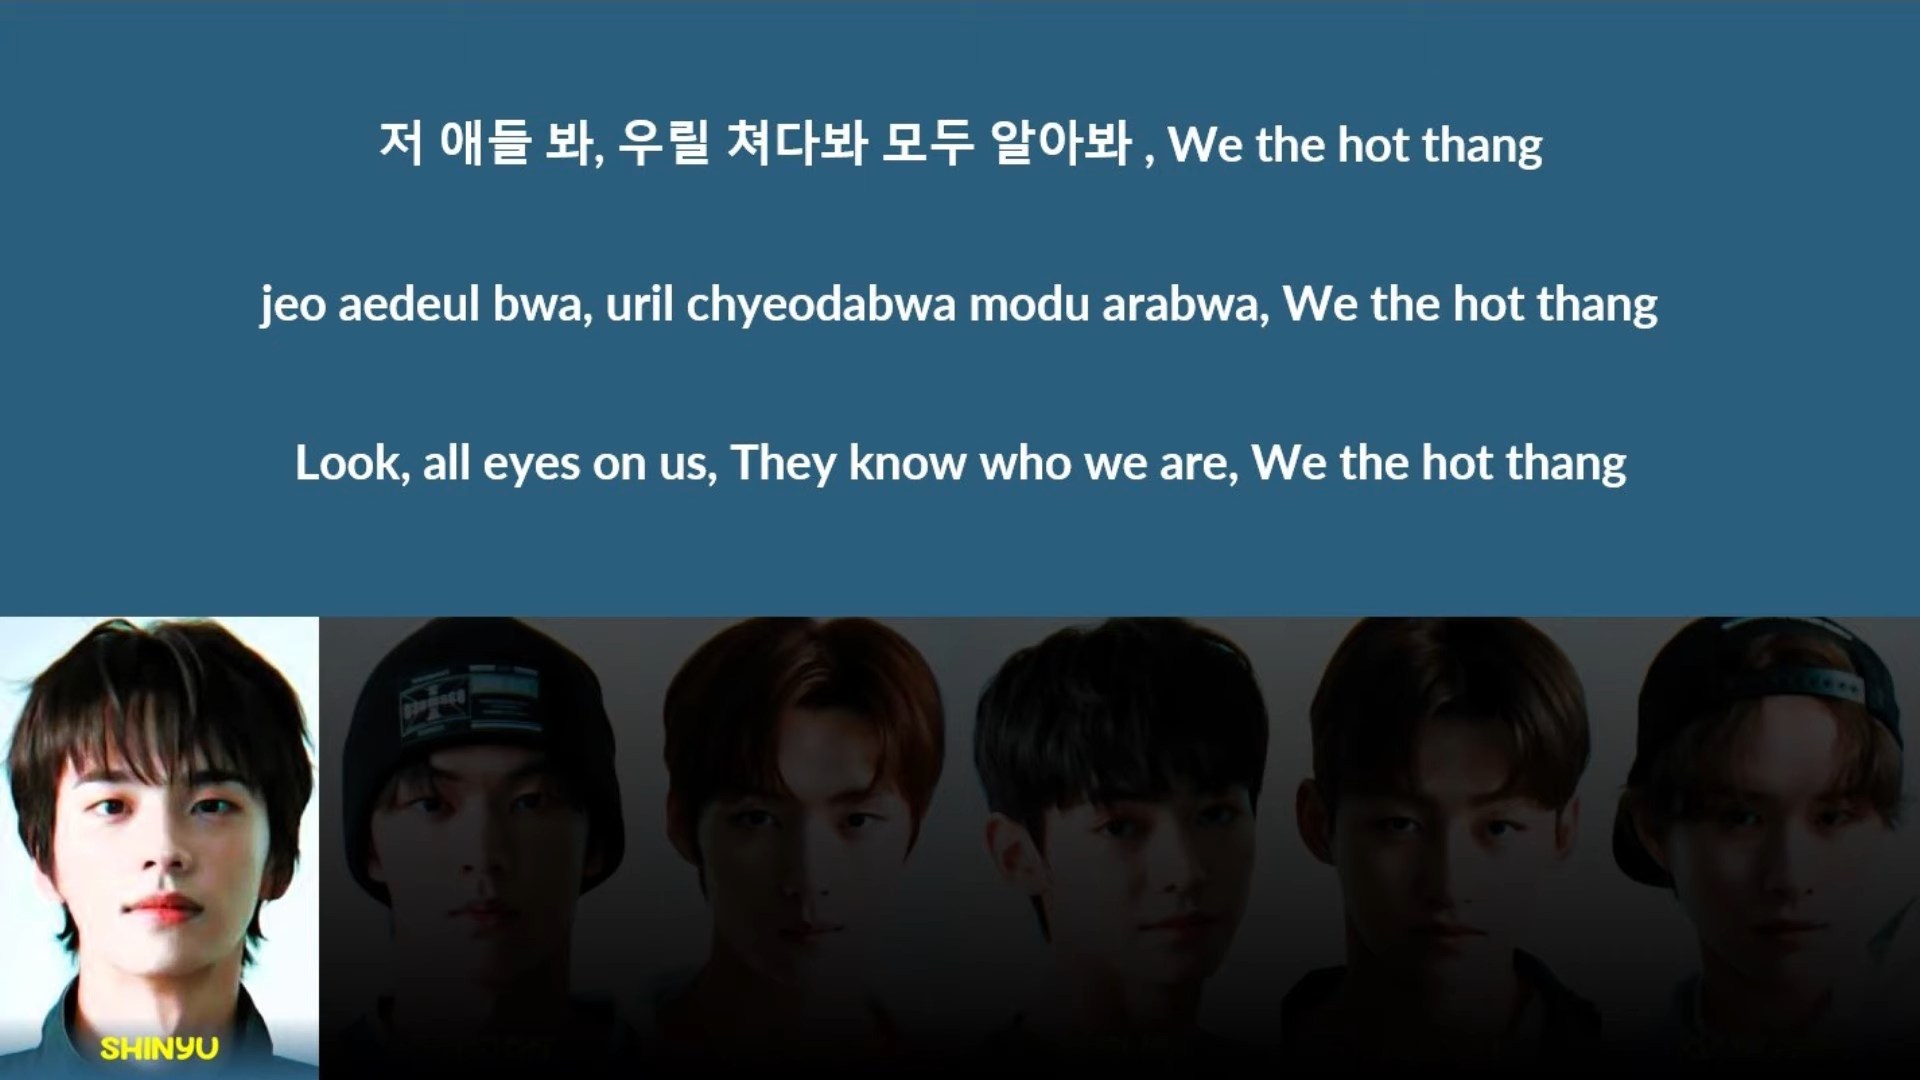 저 애들 봐, 우릴 쳐다봐 모두 알아봐 , We the hot thang
jeo aedeul bwa, uril chyeodabwa modu arabwa, We the hot thang
Look, all eyes on us, They know who we are, We the hot thang
SHINYU